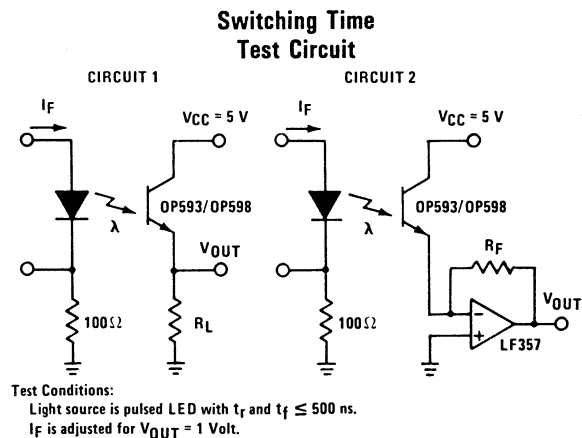 Switching Time
Test Circuit
CIRCUIT 1
CIRCUIT 2
IF
VCC = 5 V
OP593/OP598
λ
VOUT
100Ω
RL
IF
VCC = 5 V
OP593/OP598
λ
RF
VOUT
100Ω
−
+
LF357
Test Conditions:
Light source is pulsed LED with tr and tf ≤ 500 ns.
IF is adjusted for VOUT = 1 Volt.